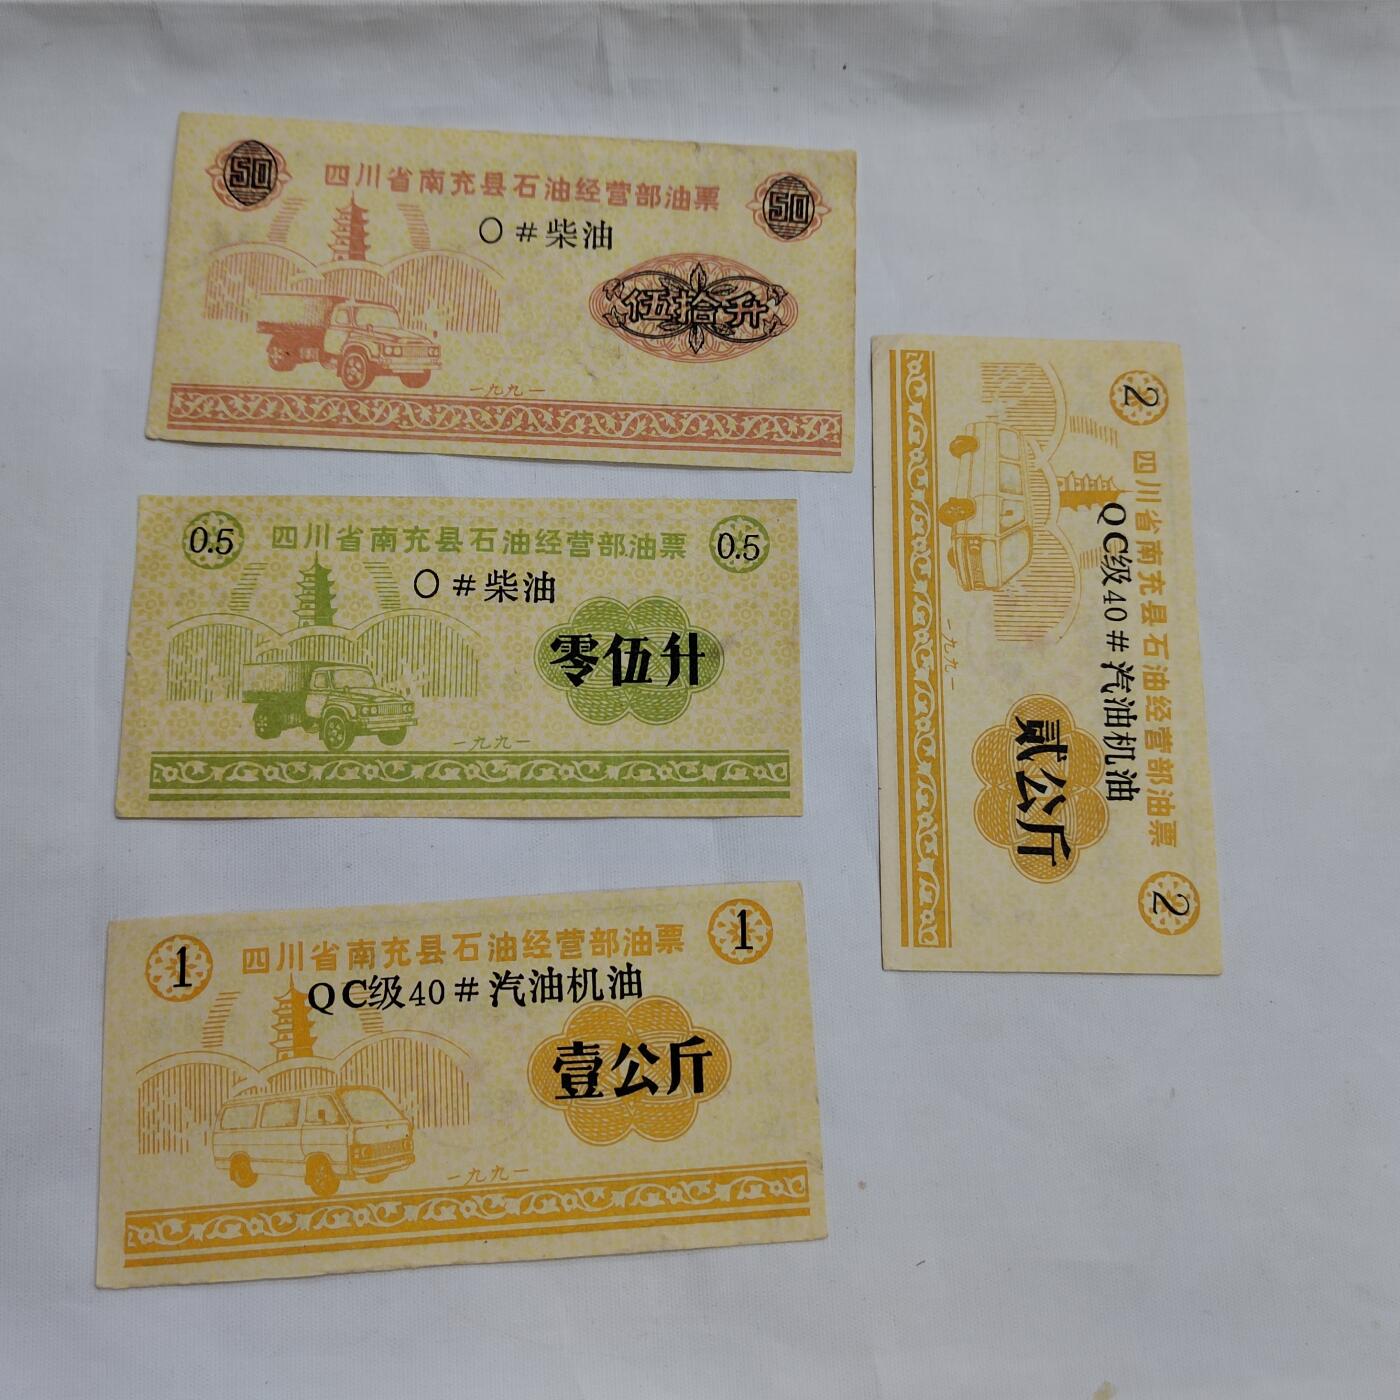 50
四川省南充县石油经营部油票
50
〇#柴油
伍拾升
一九九一
0.5
四川省南充县石油经营部油票
0.5
〇#柴油
零伍升
一九九一
1
四川省南充县石油经营部油票
1
QC级40#汽油机油
壹公斤
一九九一
2
四川省南充县石油经营部油票
2
QC级40#汽油机油
贰公斤
一九九一